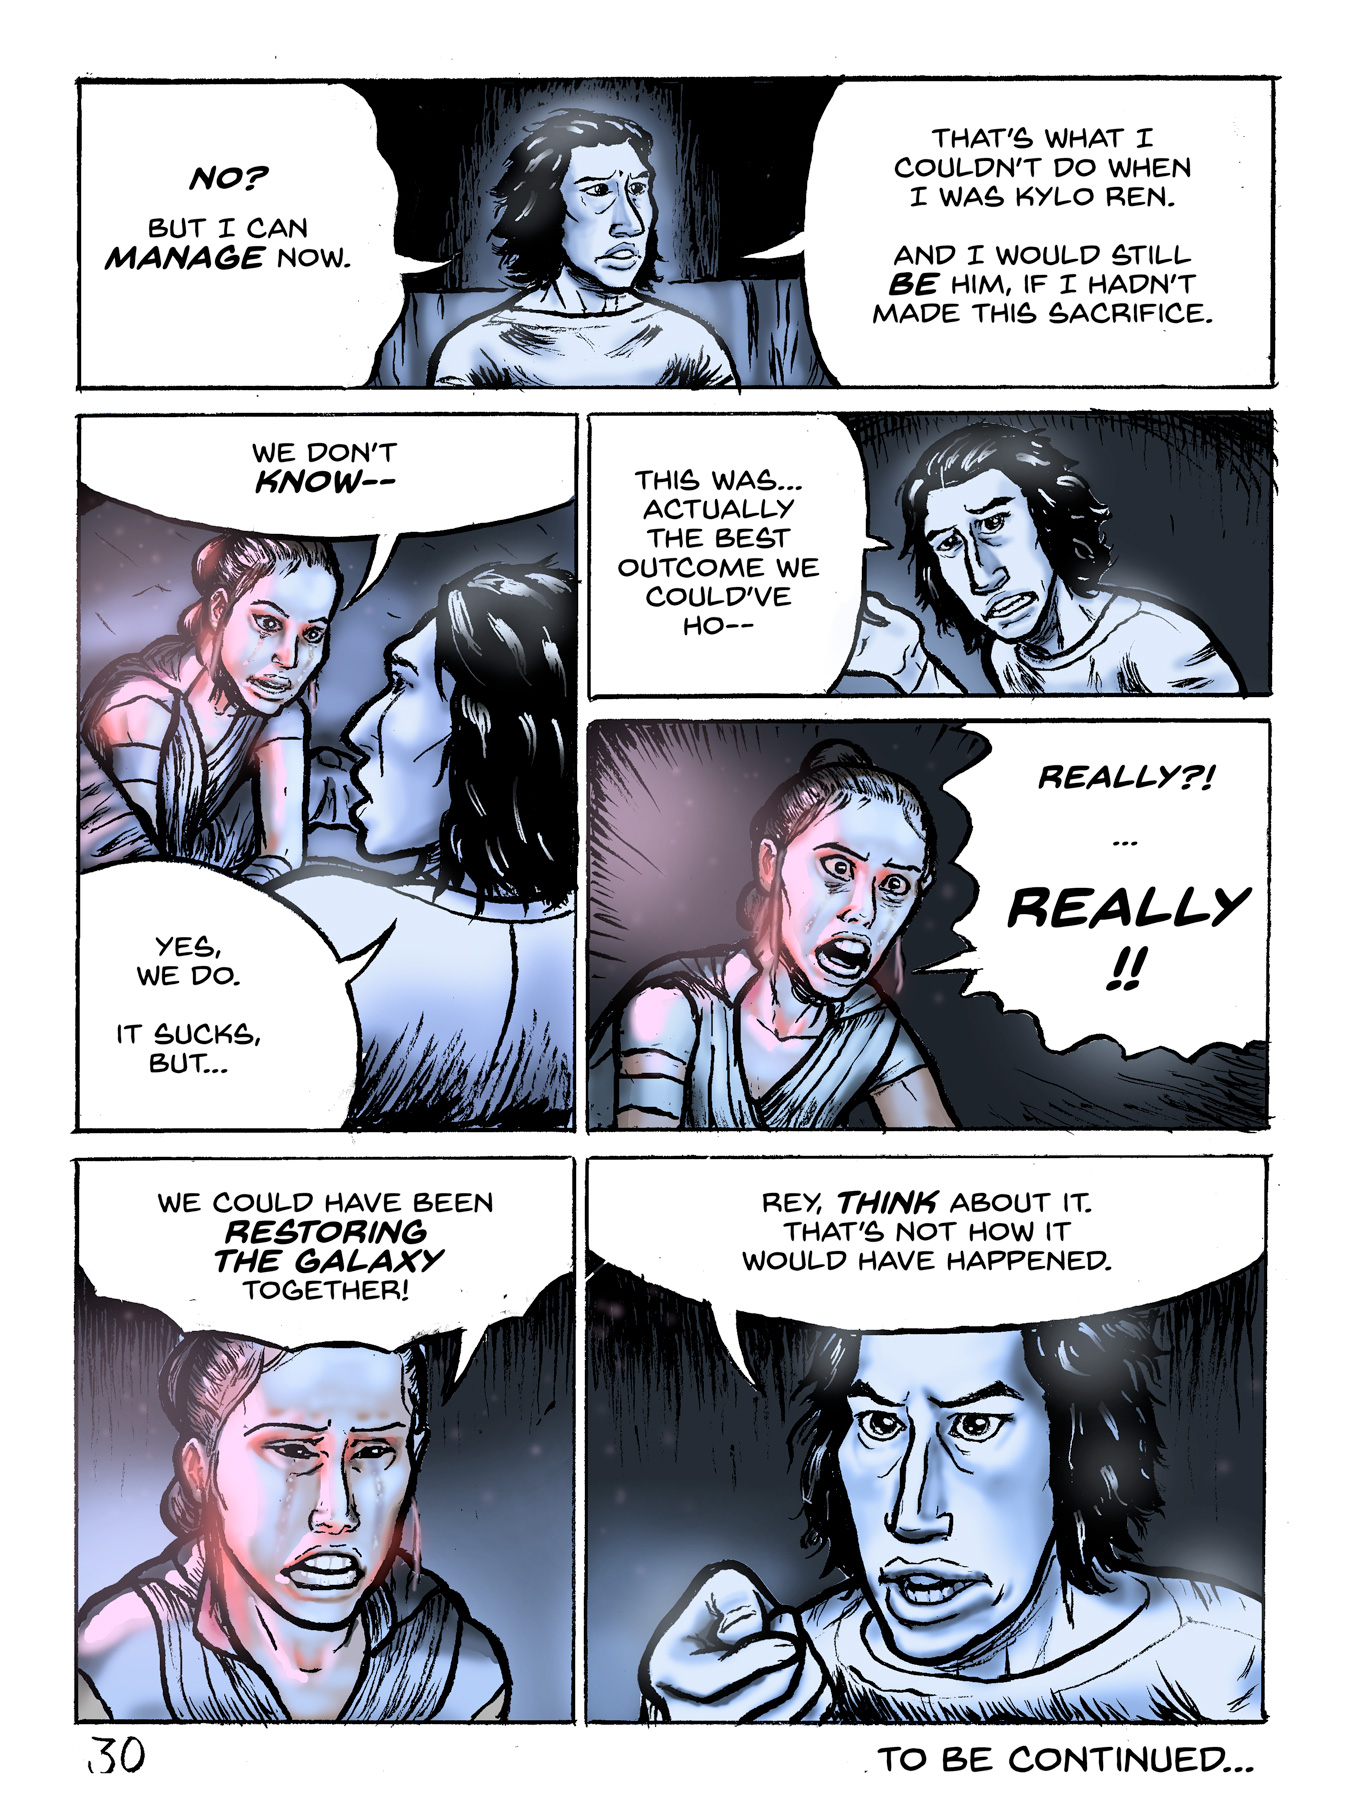 NO?
BUT I CAN
MANAGE NOW.
THAT'S WHAT I
COULDN'T DO WHEN
I WAS KYLO REN.
AND I WOULD STILL
BE HIM, IF I HADN'T
MADE THIS SACRIFICE.
WE DON'T
KNOW--
YES,
WE DO.
IT SUCKS,
BUT...
THIS WAS...
ACTUALLY
THE BEST
OUTCOME WE
COULD'VE
HO--
REALLY?!
...
REALLY
!!
WE COULD HAVE BEEN
RESTORING
THE GALAXY
TOGETHER!
REY, THINK ABOUT IT.
THAT'S NOT HOW IT
WOULD HAVE HAPPENED.
30
TO BE CONTINUED...